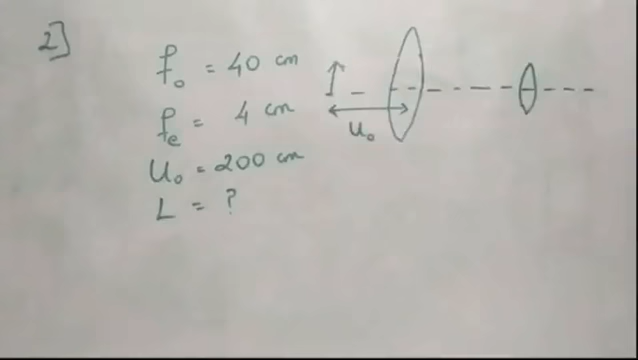 2]
f₀ = 40 cm
fₑ = 4 cm
U₀ = 200 cm
L = ?
U₀